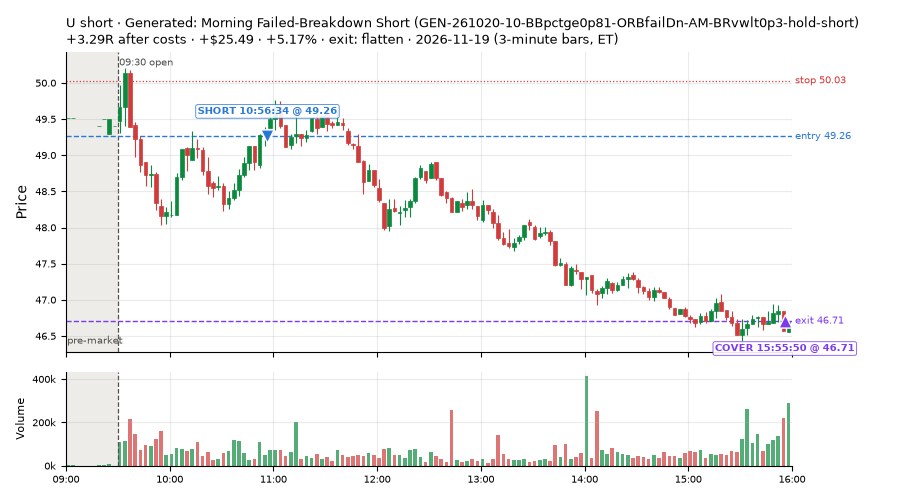 U short · Generated: Morning Failed-Breakdown Short (GEN-261020-10-BBpctge0p81-ORBfailDn-AM-BRvwlt0p3-hold-short)
+3.29R after costs · +$25.49 · +5.17% · exit: flatten · 2026-11-19 (3-minute bars, ET)
09:30 open
50.0
stop 50.03
SHORT 10:56:34 @ 49.26
49.5
entry 49.26
49.0
48.5
Price
48.0
47.5
47.0
exit 46.71
46.5
pre-market
COVER 15:55:50 @ 46.71
400k
Volume
200k
0k
09:00
10:00
11:00
12:00
13:00
14:00
15:00
16:00